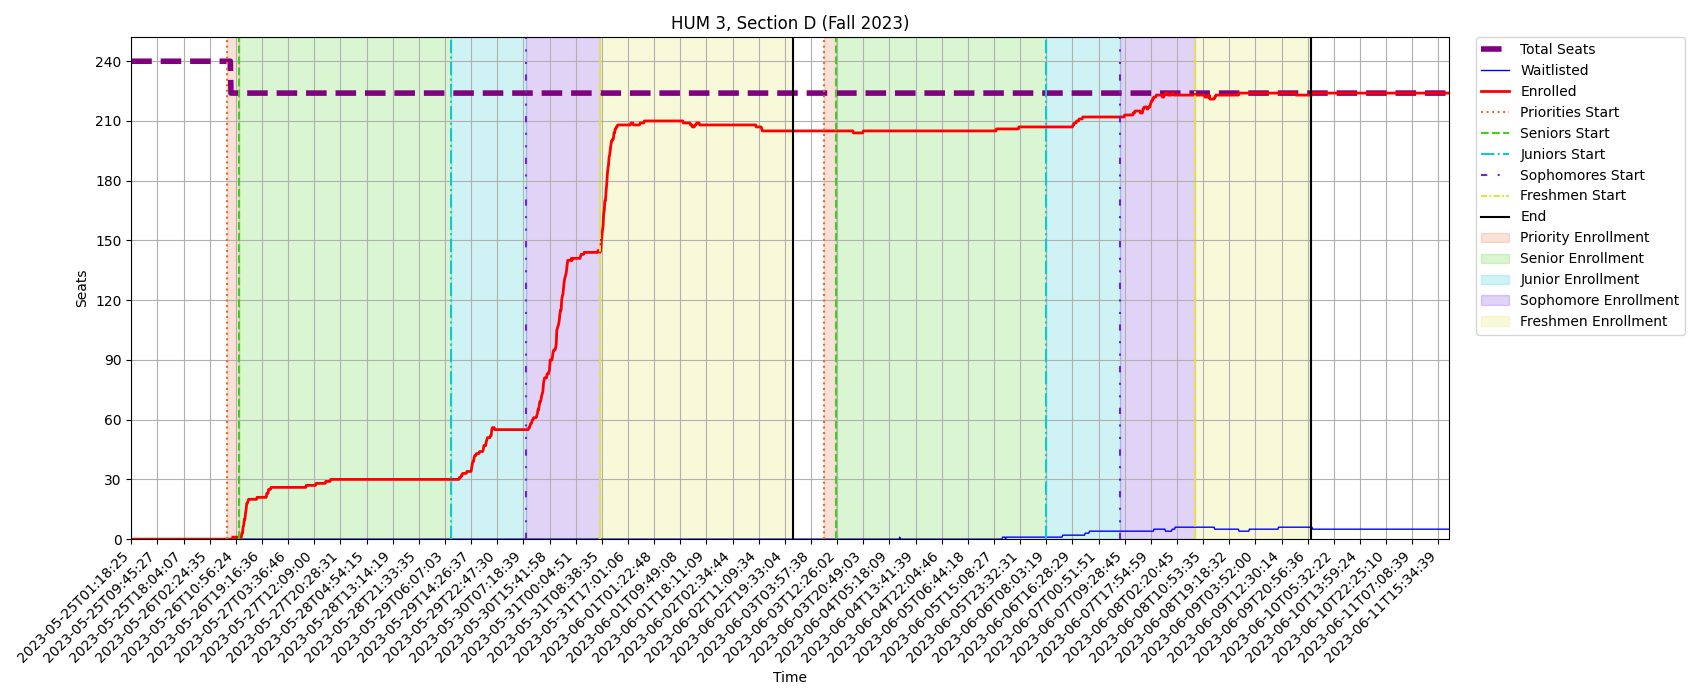 HUM 3, Section D (Fall 2023)
Seats
240
210
180
150
120
90
60
30
0
2023-05-25T01:18:25
2023-05-25T09:45:27
2023-05-25T18:04:07
2023-05-26T02:24:35
2023-05-26T10:56:24
2023-05-26T19:16:36
2023-05-27T03:36:46
2023-05-27T12:09:00
2023-05-27T20:28:31
2023-05-28T04:54:15
2023-05-28T13:14:19
2023-05-28T21:33:35
2023-05-29T06:07:03
2023-05-29T14:26:37
2023-05-29T22:47:30
2023-05-30T07:18:39
2023-05-30T15:41:58
2023-05-31T00:04:51
2023-05-31T08:38:35
2023-05-31T17:01:06
2023-06-01T01:22:48
2023-06-01T09:49:08
2023-06-01T18:11:09
2023-06-02T02:34:44
2023-06-02T11:09:34
2023-06-02T19:33:04
2023-06-03T03:57:38
2023-06-03T12:26:02
2023-06-03T20:49:03
2023-06-04T05:18:09
2023-06-04T13:41:39
2023-06-04T22:04:46
2023-06-05T06:44:18
2023-06-05T15:08:27
2023-06-05T23:32:31
2023-06-06T08:03:19
2023-06-06T16:28:29
2023-06-07T00:51:51
2023-06-07T09:28:45
2023-06-07T17:54:59
2023-06-08T02:20:45
2023-06-08T10:53:35
2023-06-08T19:18:32
2023-06-09T03:52:00
2023-06-09T12:30:14
2023-06-09T20:56:36
2023-06-10T05:32:22
2023-06-10T13:59:24
2023-06-10T22:25:10
2023-06-11T07:08:39
2023-06-11T15:34:39
Time
Total Seats
Waitlisted
Enrolled
Priorities Start
Seniors Start
Juniors Start
Sophomores Start
Freshmen Start
End
Priority Enrollment
Senior Enrollment
Junior Enrollment
Sophomore Enrollment
Freshmen Enrollment